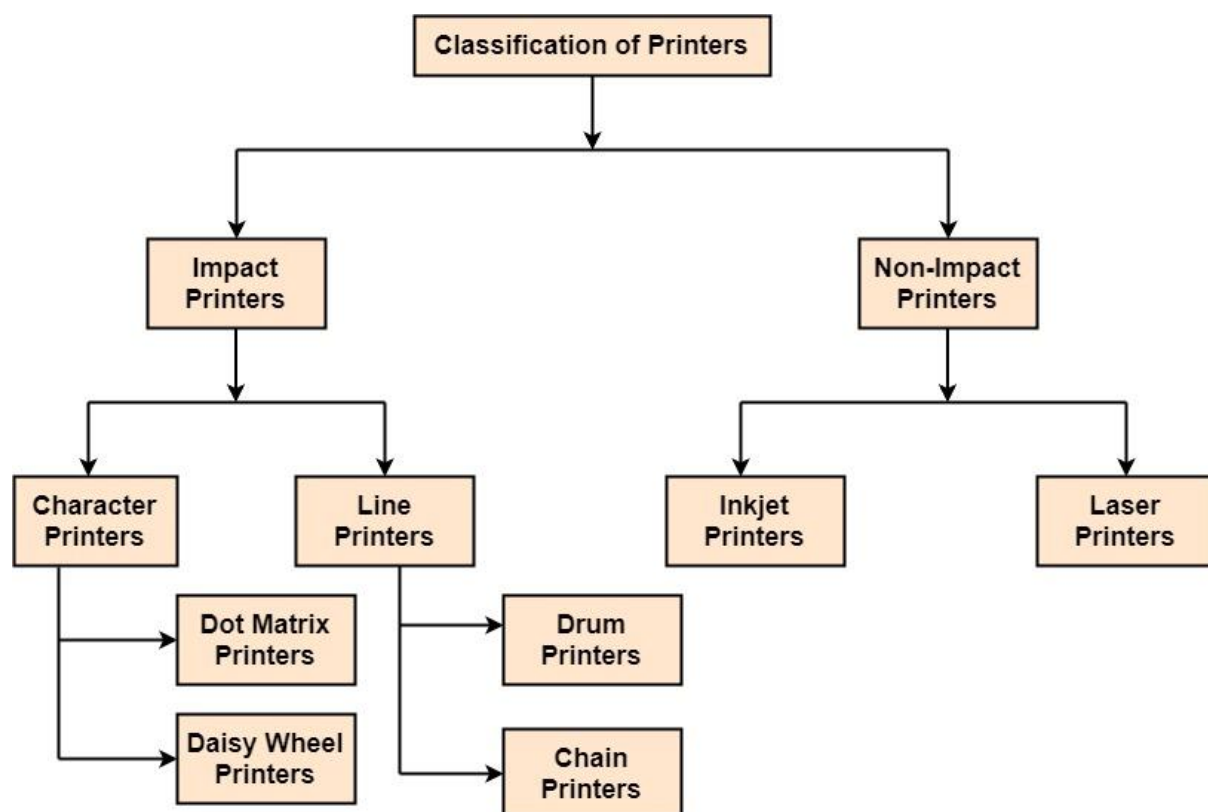 Classification of Printers
Impact
Printers
Non-Impact
Printers
Character
Printers
Line
Printers
Inkjet
Printers
Laser
Printers
Dot Matrix
Printers
Drum
Printers
Daisy Wheel
Printers
Chain
Printers